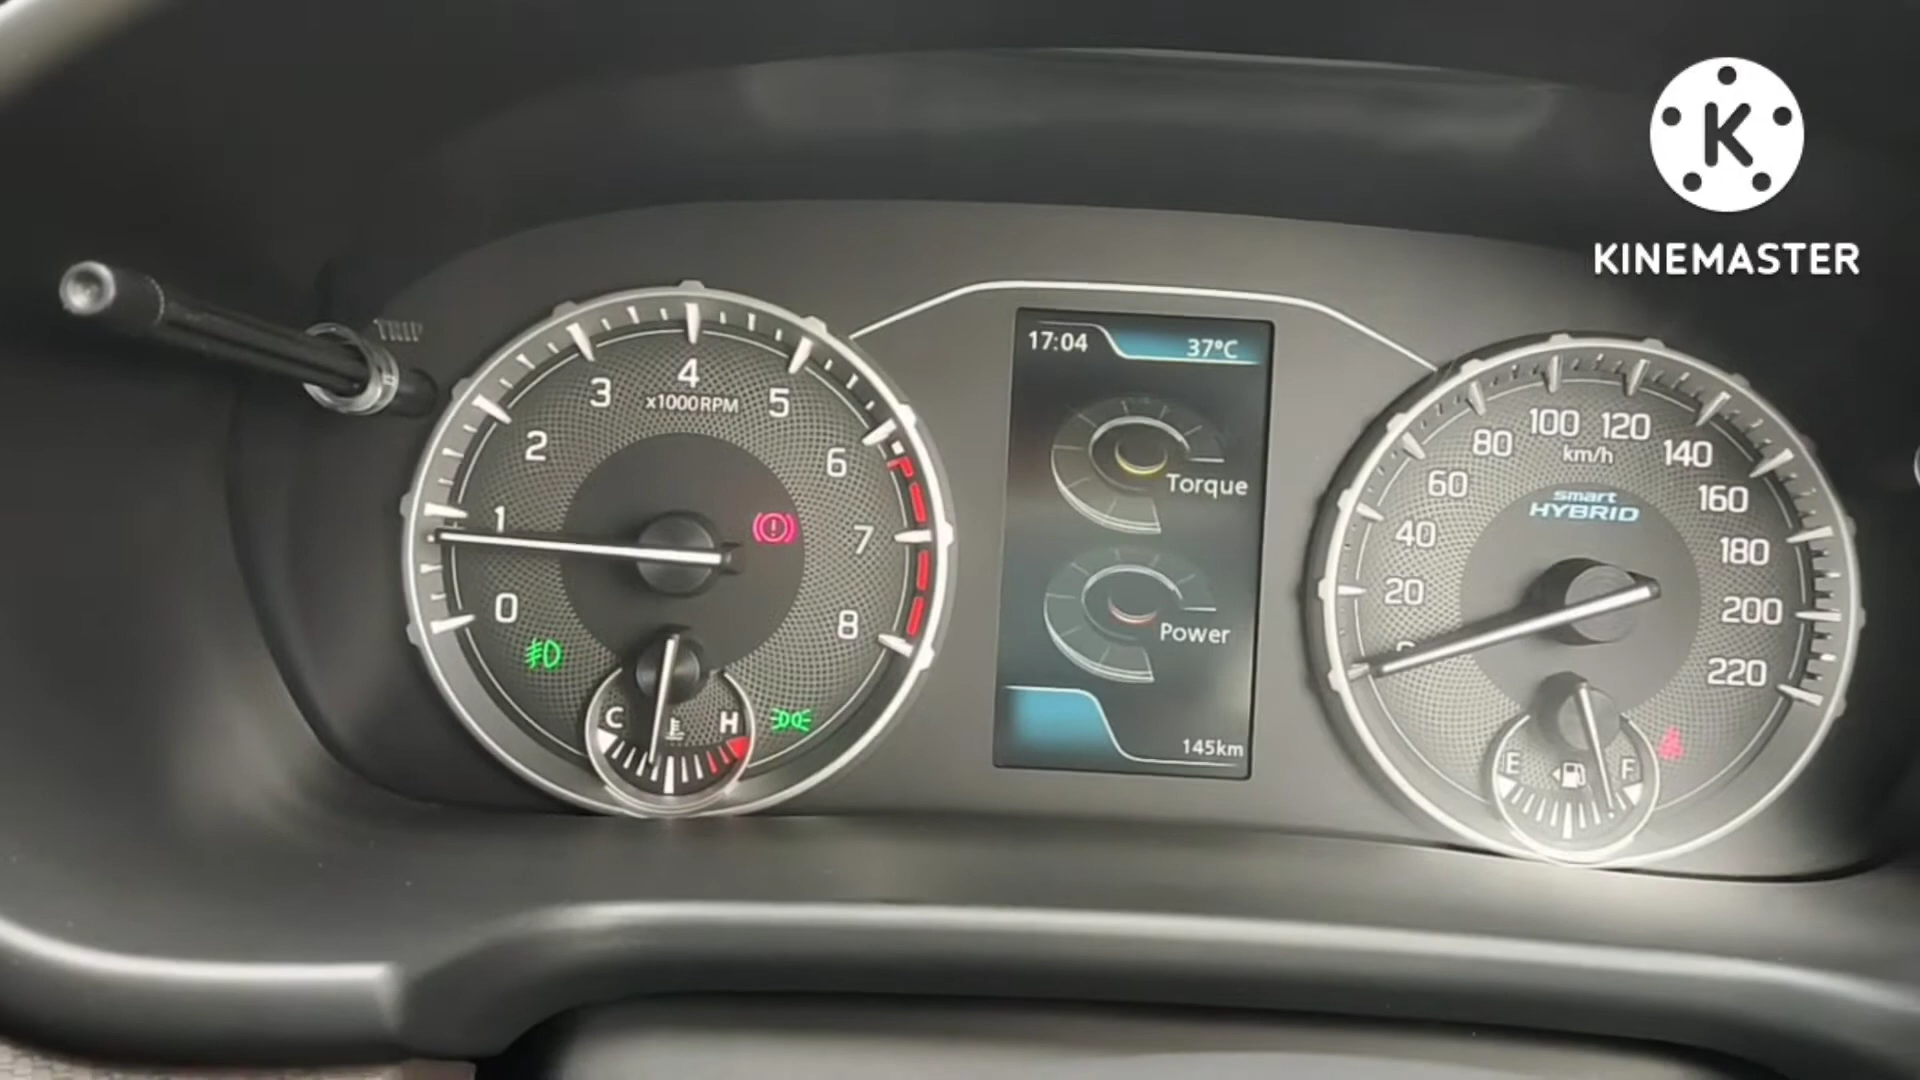 K
KINEMASTER
17:04 37°C
Torque
Power
145km
0 1 2 3 4 5 6 7 8
x1000RPM
C H
20 40 60 80 100 120 140 160 180 200 220
km/h
smart
HYBRID
E F